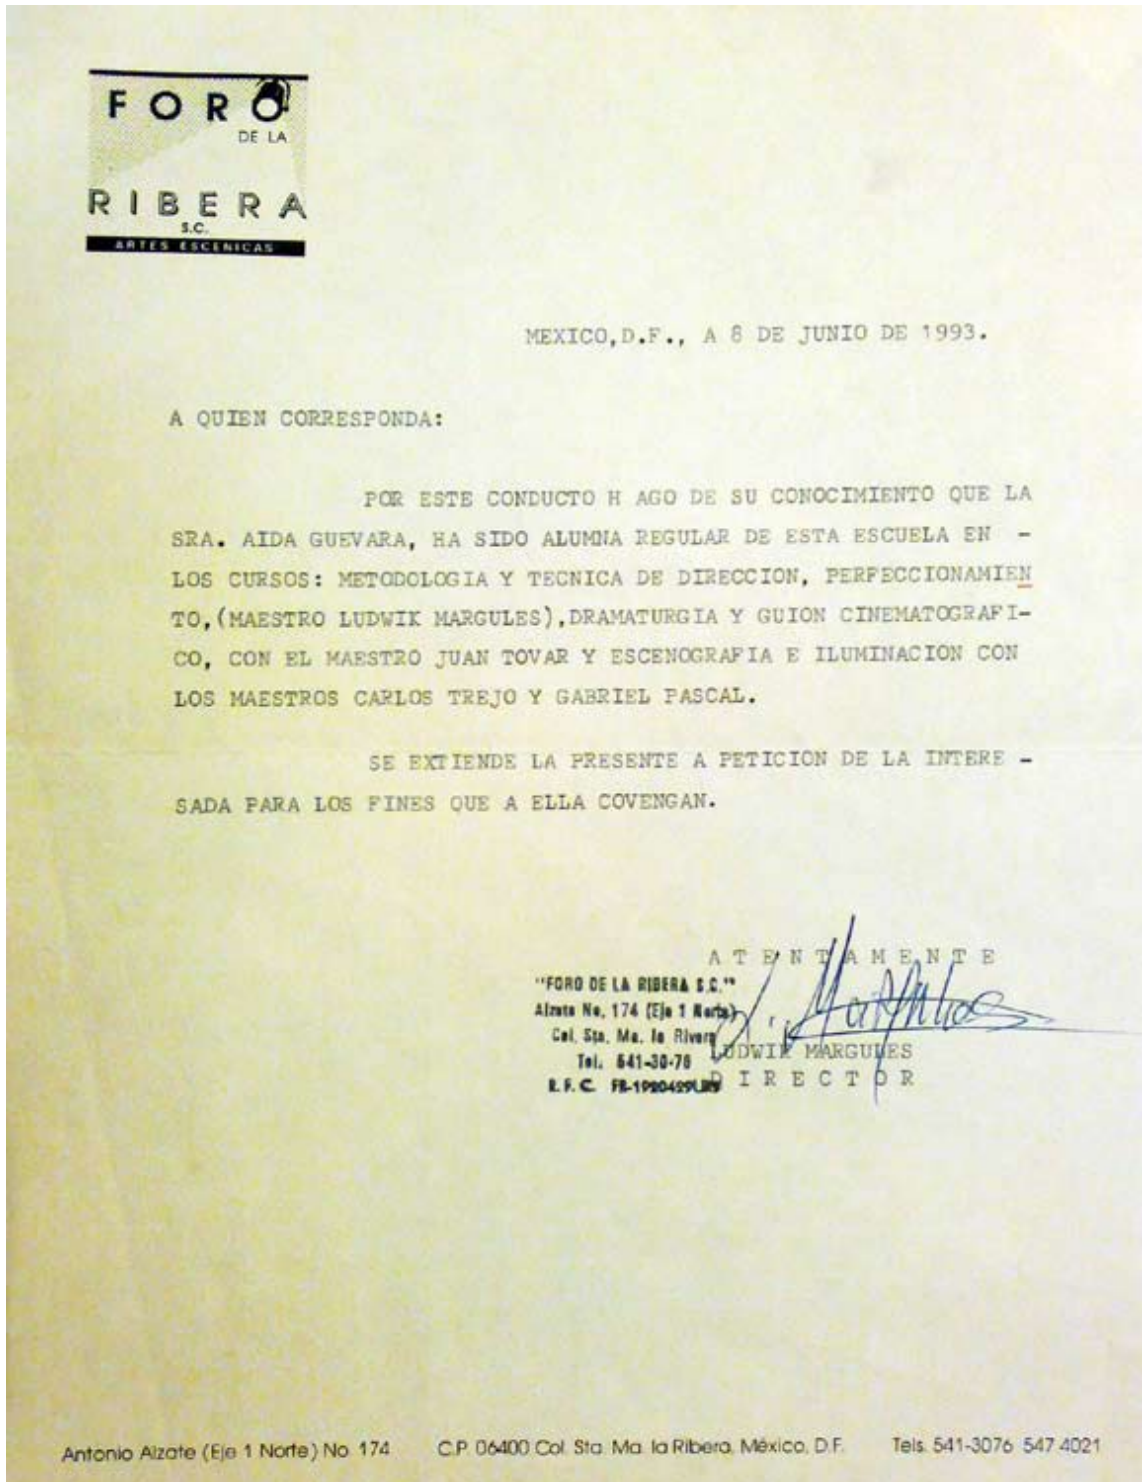 FORO
DE LA
RIBERA
S.C.
ARTES ESCENICAS
MEXICO,D.F., A 8 DE JUNIO DE 1993.
A QUIEN CORRESPONDA:
POR ESTE CONDUCTO H AGO DE SU CONOCIMIENTO QUE LA
SRA. AIDA GUEVARA, HA SIDO ALUMNA REGULAR DE ESTA ESCUELA EN -
LOS CURSOS: METODOLOGIA Y TECNICA DE DIRECCION, PERFECCIONAMIEN
TO,(MAESTRO LUDWIK MARGULES),DRAMATURGIA Y GUION CINEMATOGRAFI-
CO, CON EL MAESTRO JUAN TOVAR Y ESCENOGRAFIA E ILUMINACION CON
LOS MAESTROS CARLOS TREJO Y GABRIEL PASCAL.
SE EXTIENDE LA PRESENTE A PETICION DE LA INTERE -
SADA PARA LOS FINES QUE A ELLA COVENGAN.
A T E N T A M E N T E
"FORO DE LA RIBERA S.C."
Alzate No, 174 (Eje 1 Norte)
Col. Sta. Ma. la Rivera
Tel. 541-30-76
LUDWIK MARGULES
R. F. C.
D I R E C T O R
Antonio Alzate (Eje 1 Norte) No. 174 C.P. 06400 Col. Sta. Ma. la Ribera, México, D.F. Tels. 541-3076 547 4021